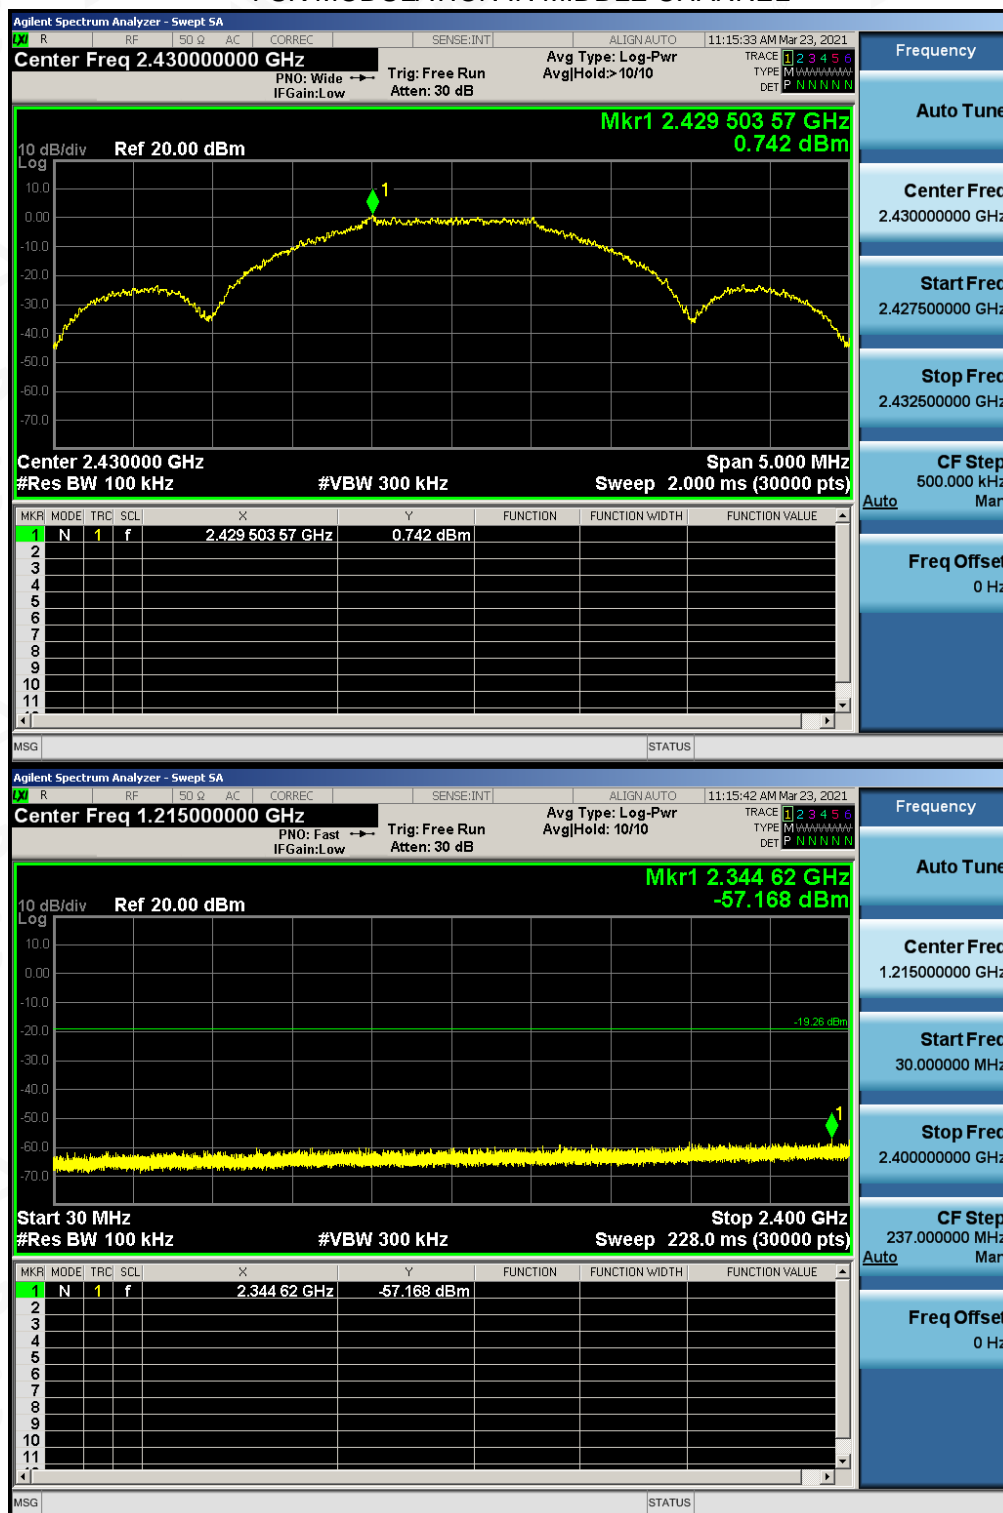 Agilent Spectrum Analyzer - Swept SA
LXI R RF 50 Ω AC CORREC SENSE:INT ALIGN AUTO 11:15:33 AM Mar 23, 2021
Center Freq 2.430000000 GHz
PNO: Wide
IFGain:Low
Trig: Free Run
Atten: 30 dB
Avg Type: Log-Pwr
Avg|Hold:>10/10
TRACE 1 2 3 4 5 6
TYPE M WWWWW
DET P N N N N N
Mkr1 2.429 503 57 GHz
0.742 dBm
10 dB/div Ref 20.00 dBm
Log
10.0
0.00
-10.0
-20.0
-30.0
-40.0
-50.0
-60.0
-70.0
1
Center 2.430000 GHz Span 5.000 MHz
#Res BW 100 kHz #VBW 300 kHz Sweep 2.000 ms (30000 pts)
MKR MODE TRC SCL X Y FUNCTION FUNCTION WIDTH FUNCTION VALUE
1 N 1 f 2.429 503 57 GHz 0.742 dBm
2
3
4
5
6
7
8
9
10
11
MSG STATUS
Frequency
Auto Tune
Center Freq
2.430000000 GHz
Start Freq
2.427500000 GHz
Stop Freq
2.432500000 GHz
CF Step
500.000 kHz
Auto Man
Freq Offset
0 Hz
Agilent Spectrum Analyzer - Swept SA
LXI R RF 50 Ω AC CORREC SENSE:INT ALIGN AUTO 11:15:42 AM Mar 23, 2021
Center Freq 1.215000000 GHz
PNO: Fast
IFGain:Low
Trig: Free Run
Atten: 30 dB
Avg Type: Log-Pwr
Avg|Hold: 10/10
TRACE 1 2 3 4 5 6
TYPE M WWWWW
DET P N N N N N
Mkr1 2.344 62 GHz
-57.168 dBm
10 dB/div Ref 20.00 dBm
Log
10.0
0.00
-10.0
-20.0
-30.0
-40.0
-50.0
-60.0
-70.0
-19.26 dBm
1
Start 30 MHz Stop 2.400 GHz
#Res BW 100 kHz #VBW 300 kHz Sweep 228.0 ms (30000 pts)
MKR MODE TRC SCL X Y FUNCTION FUNCTION WIDTH FUNCTION VALUE
1 N 1 f 2.344 62 GHz -57.168 dBm
2
3
4
5
6
7
8
9
10
11
MSG STATUS
Frequency
Auto Tune
Center Freq
1.215000000 GHz
Start Freq
30.000000 MHz
Stop Freq
2.400000000 GHz
CF Step
237.000000 MHz
Auto Man
Freq Offset
0 Hz